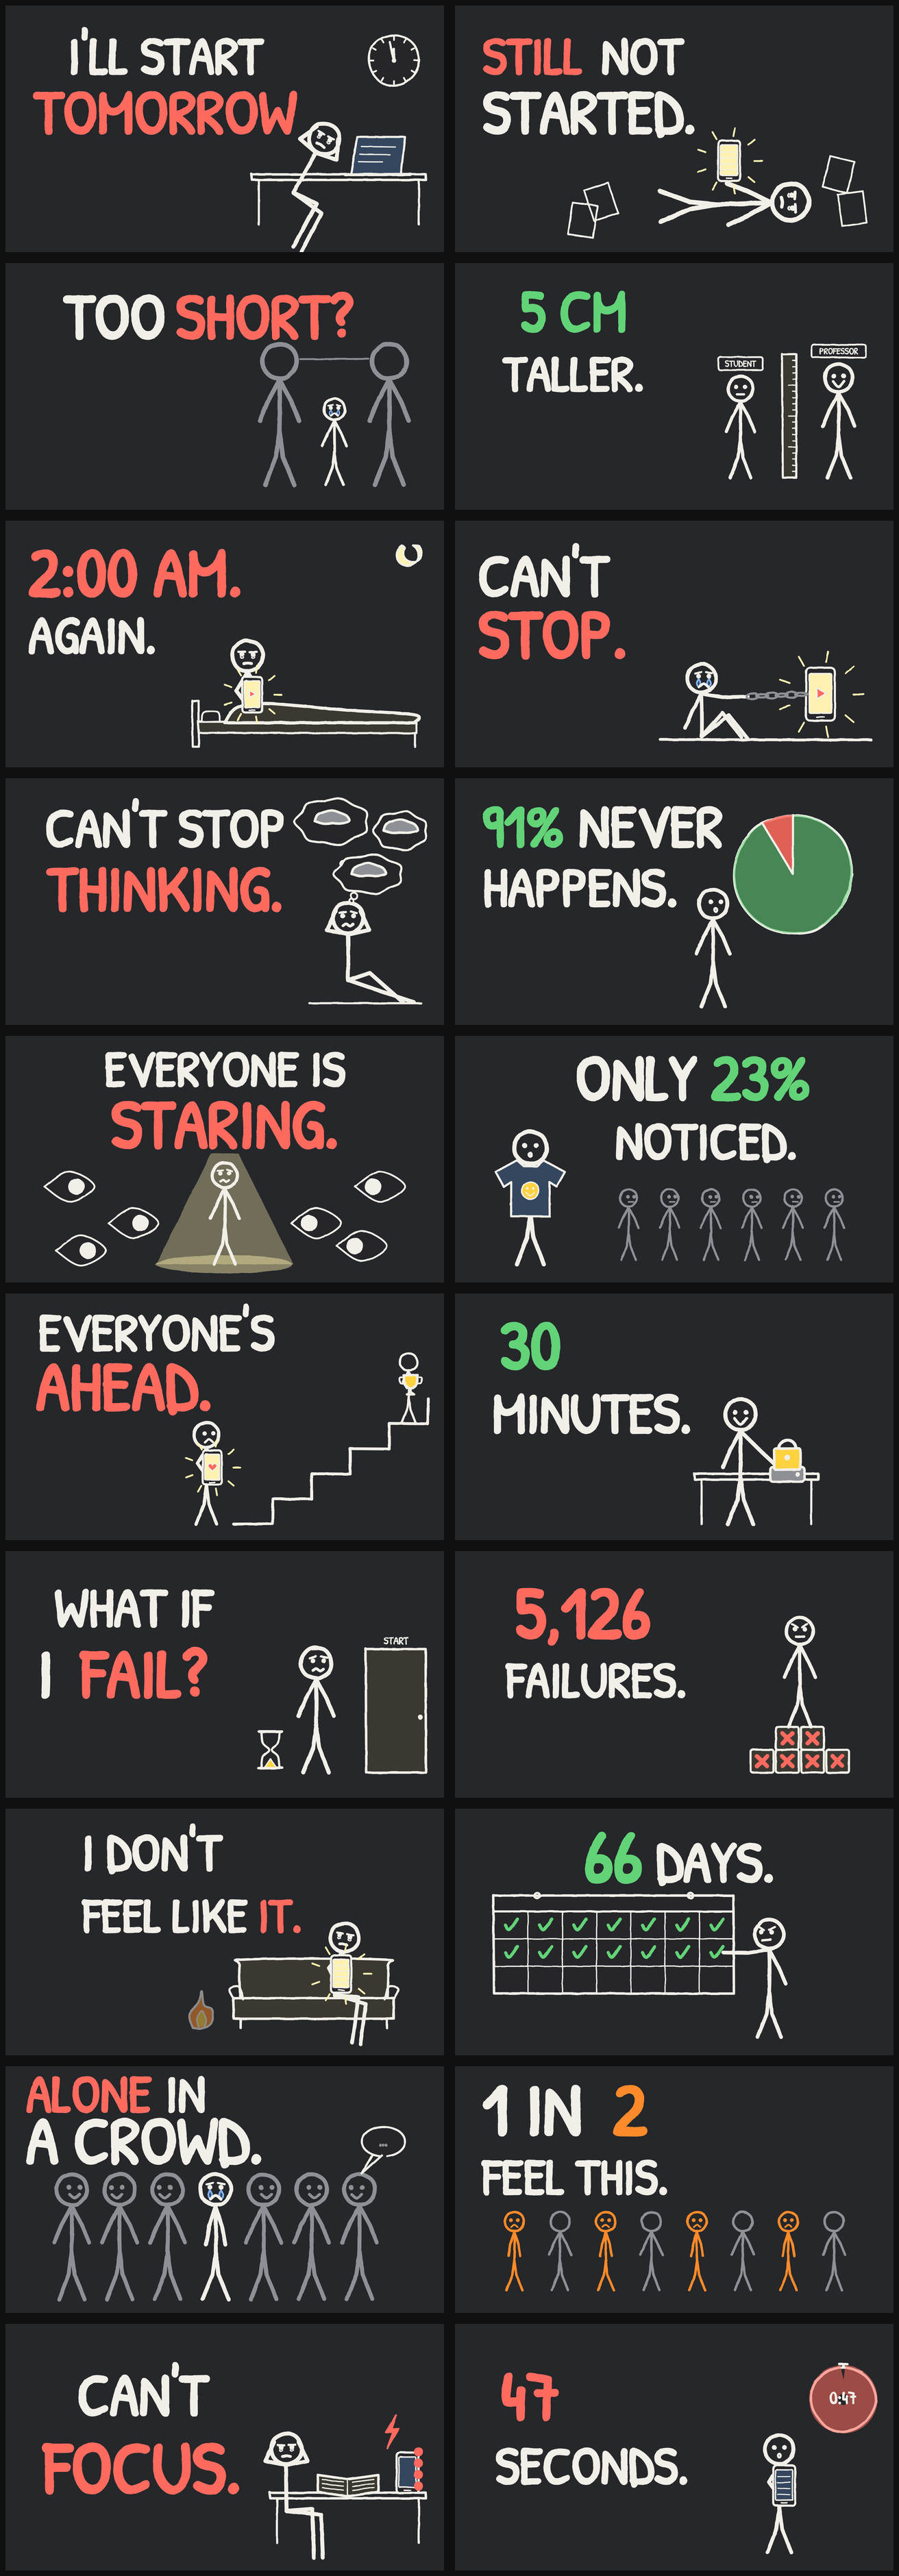 I'LL START
TOMORROW
STILL NOT
STARTED.
TOO SHORT?
5 CM
TALLER.
STUDENT
PROFESSOR
2:00 AM.
AGAIN.
CAN'T
STOP.
CAN'T STOP
THINKING.
91% NEVER
HAPPENS.
EVERYONE IS
STARING.
ONLY 23%
NOTICED.
EVERYONE'S
AHEAD.
30
MINUTES.
WHAT IF
I FAIL?
START
5,126
FAILURES.
I DON'T
FEEL LIKE IT.
66 DAYS.
ALONE IN
A CROWD.
...
1 IN 2
FEEL THIS.
CAN'T
FOCUS.
47
SECONDS.
0:47